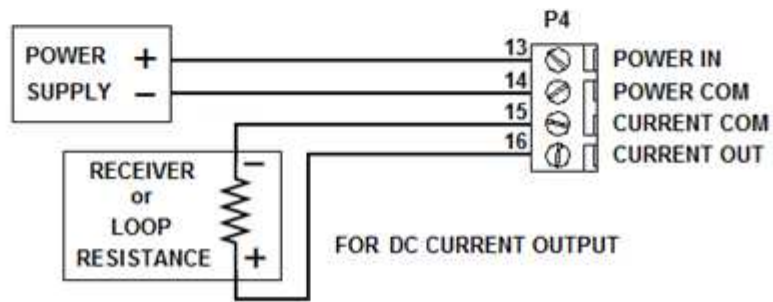 P4
POWER +
SUPPLY −
13 POWER IN
14 POWER COM
15 CURRENT COM
16 CURRENT OUT
RECEIVER −
or
LOOP
RESISTANCE +
FOR DC CURRENT OUTPUT